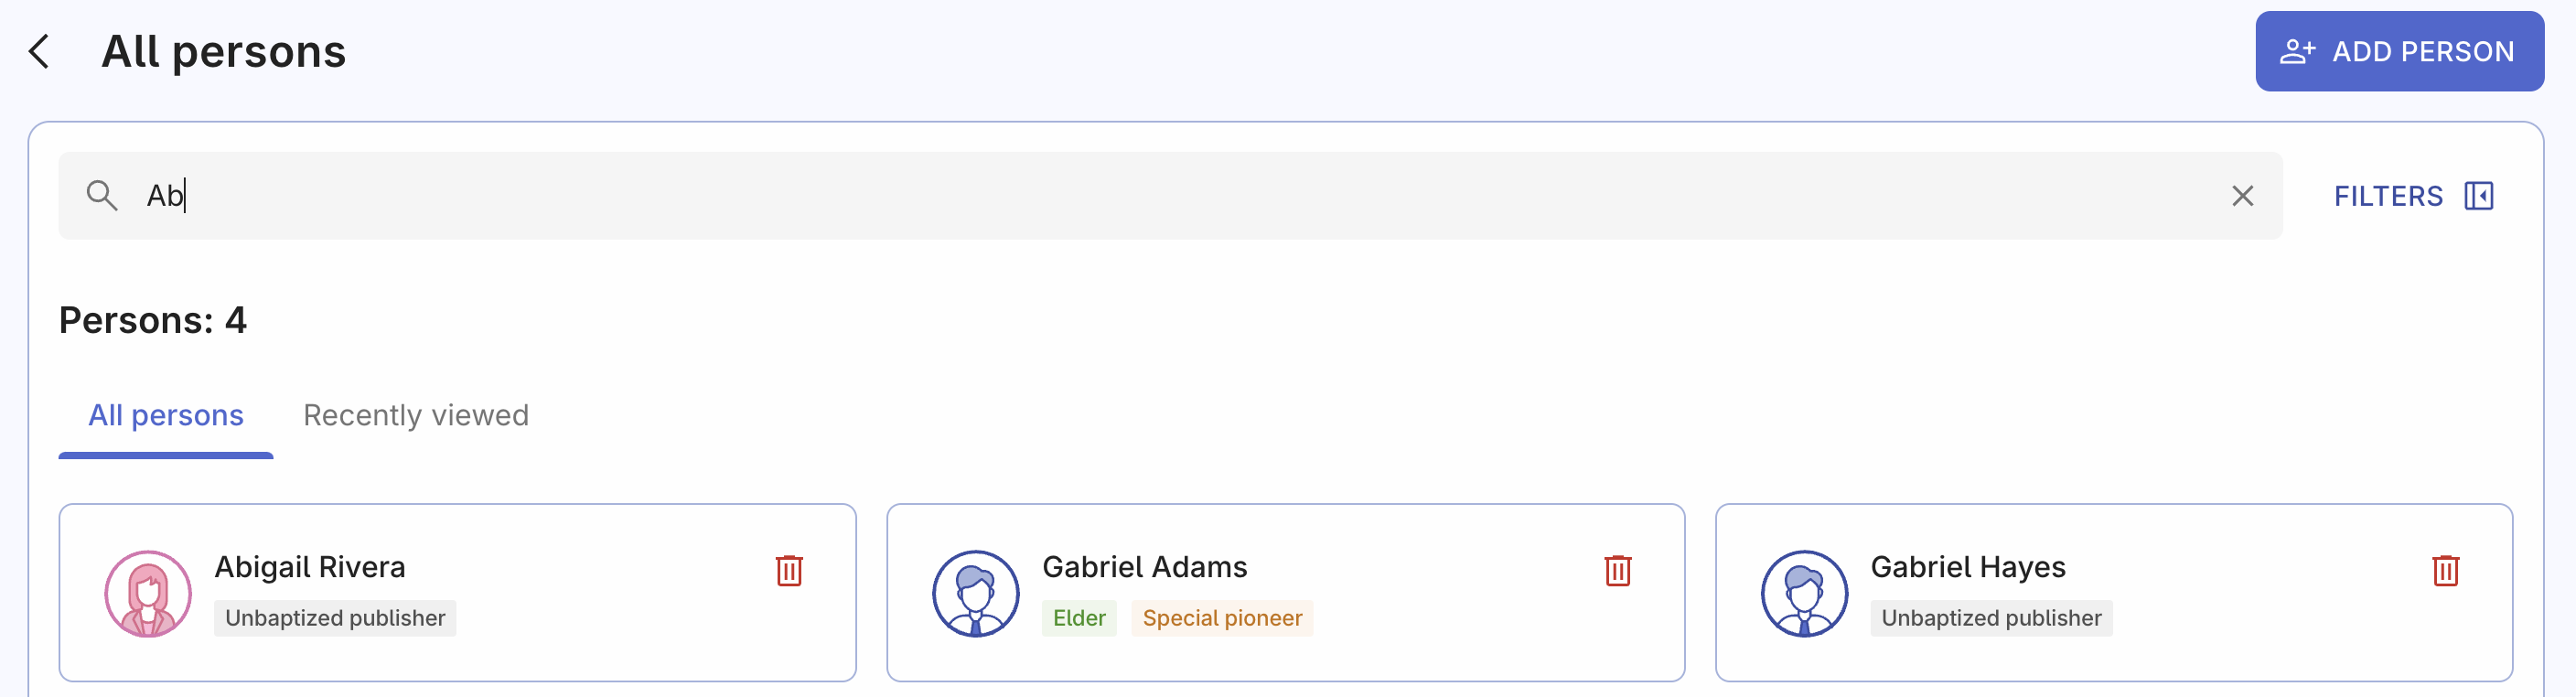 All persons
ADD PERSON
Ab
FILTERS
Persons: 4
All persons
Recently viewed
Abigail Rivera
Unbaptized publisher
Gabriel Adams
Elder
Special pioneer
Gabriel Hayes
Unbaptized publisher